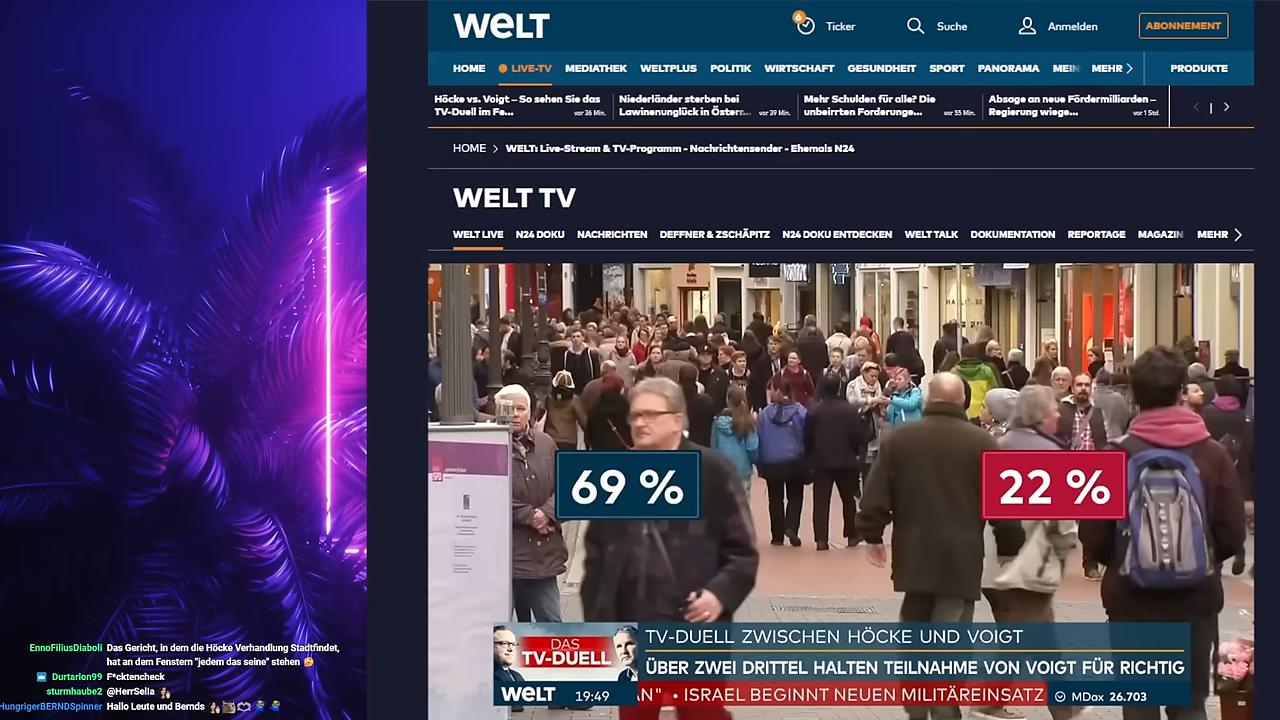 WELT
6
Ticker
Suche
Anmelden
ABONNEMENT
HOME LIVE-TV MEDIATHEK WELTPLUS POLITIK WIRTSCHAFT GESUNDHEIT SPORT PANORAMA MEIN MEHR PRODUKTE
Höcke vs. Voigt – So sehen Sie das
TV-Duell im Fe... vor 36 Min.
Niederländer sterben bei
Lawinenunglück in Österr... vor 39 Min.
Mehr Schulden für alle? Die
unbeirrten Forderunge... vor 55 Min.
Absage an neue Fördermilliarden –
Regierung wiege... vor 1 Std.
HOME > WELT: Live-Stream & TV-Programm - Nachrichtensender - Ehemals N24
WELT TV
WELT LIVE N24 DOKU NACHRICHTEN DEFFNER & ZSCHÄPITZ N24 DOKU ENTDECKEN WELT TALK DOKUMENTATION REPORTAGE MAGAZIN MEHR
69 %
22 %
DAS
TV-DUELL
WELT 19:49
TV-DUELL ZWISCHEN HÖCKE UND VOIGT
ÜBER ZWEI DRITTEL HALTEN TEILNAHME VON VOIGT FÜR RICHTIG
AN" • ISRAEL BEGINNT NEUEN MILITÄREINSATZ
MDax 26.703
EnnoFiliusDiaboli Das Gericht, in dem die Höcke Verhandlung Stadtfindet,
hat an dem Fenstern "jedem das seine" stehen
Durtarion99 F*cktencheck
sturmhaube2 @HerrSella
HungrigerBERNDSpinner Hallo Leute und Bernds